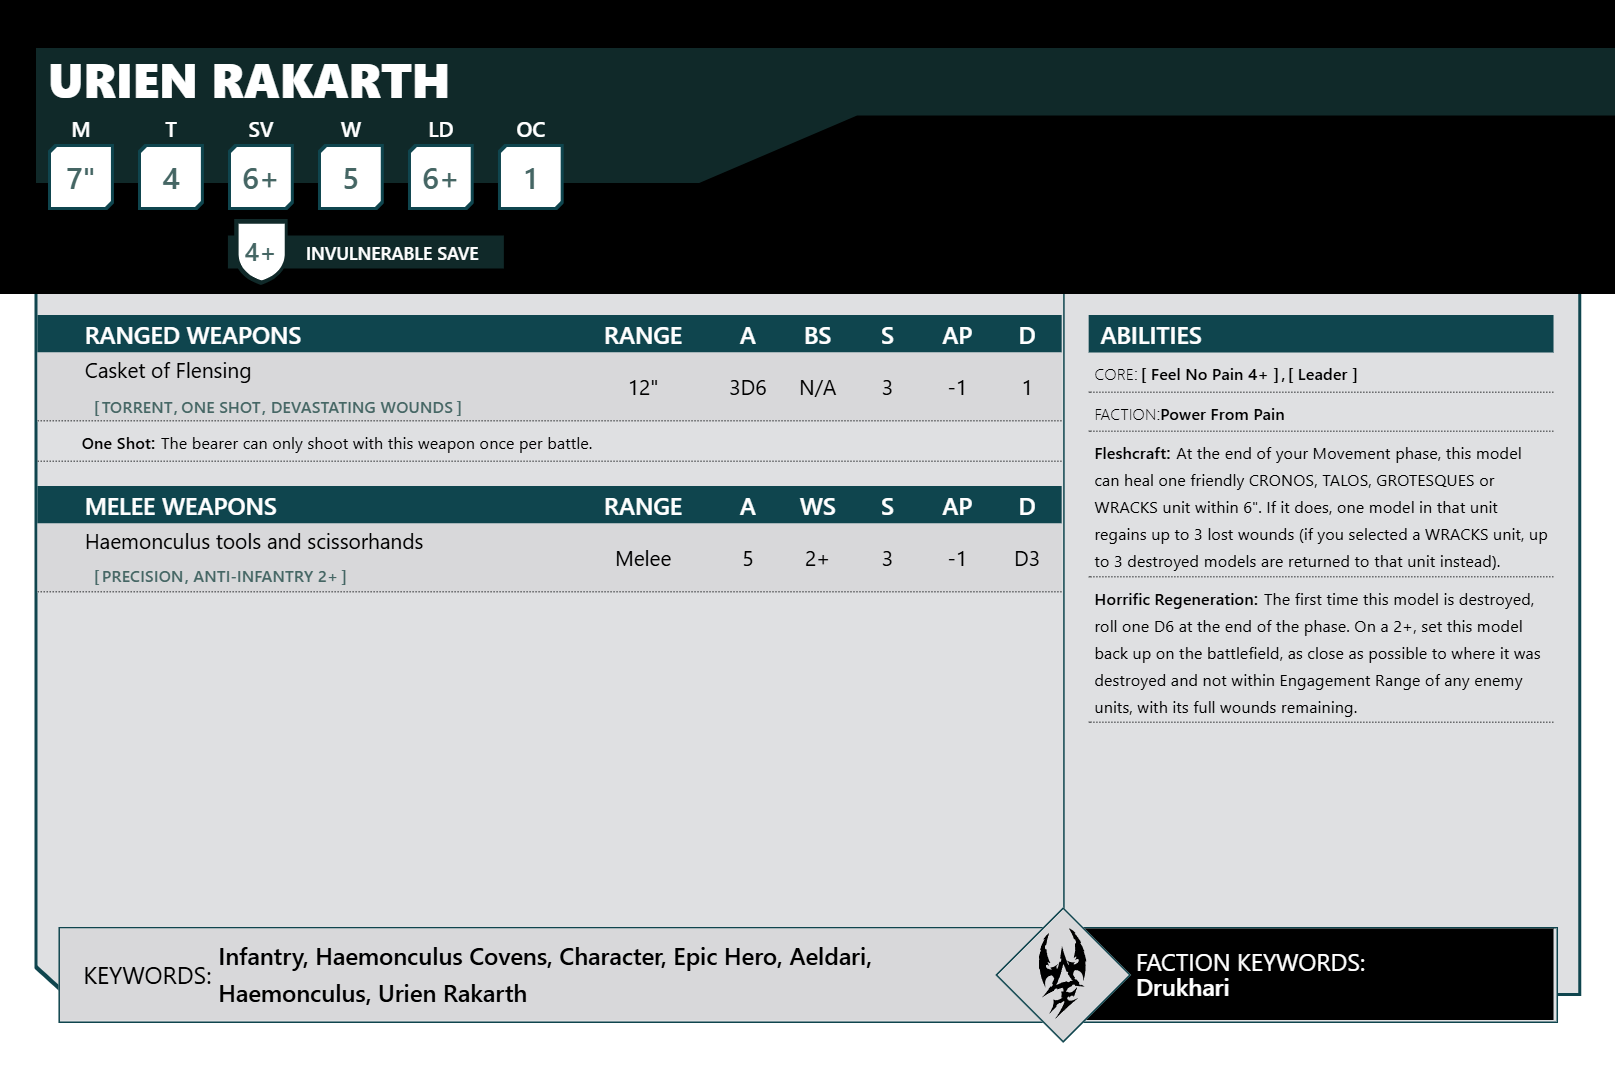 URIEN RAKARTH
M T SV W LD OC
7" 4 6+ 5 6+ 1
4+ INVULNERABLE SAVE
RANGED WEAPONS RANGE A BS S AP D
Casket of Flensing
12" 3D6 N/A 3 -1 1
[ TORRENT, ONE SHOT, DEVASTATING WOUNDS ]
One Shot: The bearer can only shoot with this weapon once per battle.
MELEE WEAPONS RANGE A WS S AP D
Haemonculus tools and scissorhands
Melee 5 2+ 3 -1 D3
[ PRECISION, ANTI-INFANTRY 2+ ]
ABILITIES
CORE: [ Feel No Pain 4+ ] , [ Leader ]
FACTION:Power From Pain
Fleshcraft: At the end of your Movement phase, this model
can heal one friendly CRONOS, TALOS, GROTESQUES or
WRACKS unit within 6". If it does, one model in that unit
regains up to 3 lost wounds (if you selected a WRACKS unit, up
to 3 destroyed models are returned to that unit instead).
Horrific Regeneration: The first time this model is destroyed,
roll one D6 at the end of the phase. On a 2+, set this model
back up on the battlefield, as close as possible to where it was
destroyed and not within Engagement Range of any enemy
units, with its full wounds remaining.
KEYWORDS: Infantry, Haemonculus Covens, Character, Epic Hero, Aeldari,
Haemonculus, Urien Rakarth
FACTION KEYWORDS:
Drukhari